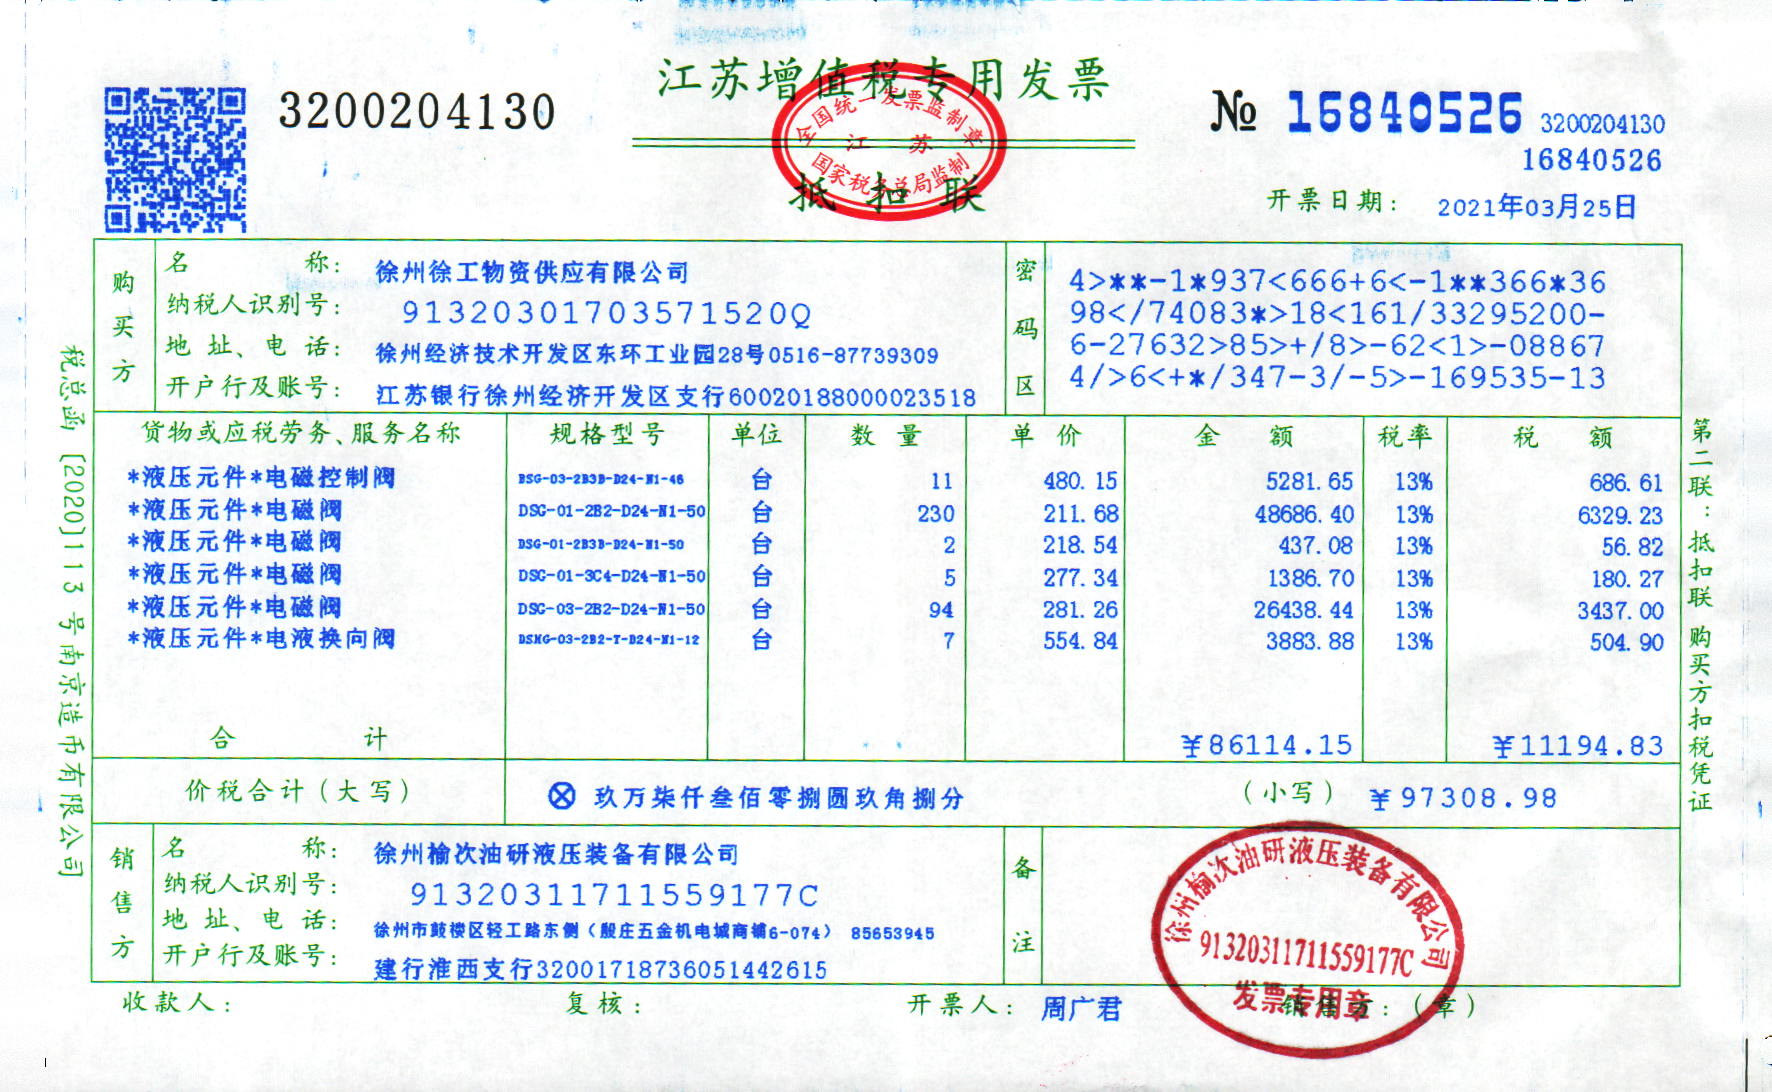 江苏增值税专用发票
3200204130
№ 16840526 3200204130
16840526
全国统一发票监制章
江 苏
国家税务总局监制
抵扣联
开票日期: 2021年03月25日
购买方
名 称: 徐州徐工物资供应有限公司
纳税人识别号: 91320301703571520Q
地 址、电 话: 徐州经济技术开发区东环工业园28号0516-87739309
开户行及账号: 江苏银行徐州经济开发区支行60020188000023518
密码区
4>**-1*937<666+6<-1**366*36
98</74083*>18<161/33295200-
6-27632>85>+/8>-62<1>-08867
4/>6<+*/347-3/-5>-169535-13
货物或应税劳务、服务名称 规格型号 单位 数 量 单 价 金 额 税率 税 额
*液压元件*电磁控制阀 BSG-03-2B3B-D24-N1-46 台 11 480.15 5281.65 13% 686.61
*液压元件*电磁阀 DSG-01-2B2-D24-N1-50 台 230 211.68 48686.40 13% 6329.23
*液压元件*电磁阀 DSG-01-2B3B-D24-N1-50 台 2 218.54 437.08 13% 56.82
*液压元件*电磁阀 DSG-01-3C4-D24-N1-50 台 5 277.34 1386.70 13% 180.27
*液压元件*电磁阀 DSG-03-2B2-D24-N1-50 台 94 281.26 26438.44 13% 3437.00
*液压元件*电液换向阀 DSHG-03-2B2-T-D24-N1-12 台 7 554.84 3883.88 13% 504.90
合 计 ¥86114.15 ¥11194.83
价税合计(大写) ⊗ 玖万柒仟叁佰零捌圆玖角捌分 (小写) ¥97308.98
销售方
名 称: 徐州榆次油研液压装备有限公司
纳税人识别号: 91320311711559177C
地 址、电 话: 徐州市鼓楼区轻工路东侧(殷庄五金机电城商铺6-074) 85653945
开户行及账号: 建行淮西支行32001718736051442615
备注
徐州榆次油研液压装备有限公司
91320311711559177C
发票专用章
收款人: 复核: 开票人: 周广君 销售方:(章)
税总函[2020]113号南京造币有限公司
第二联:抵扣联 购买方扣税凭证